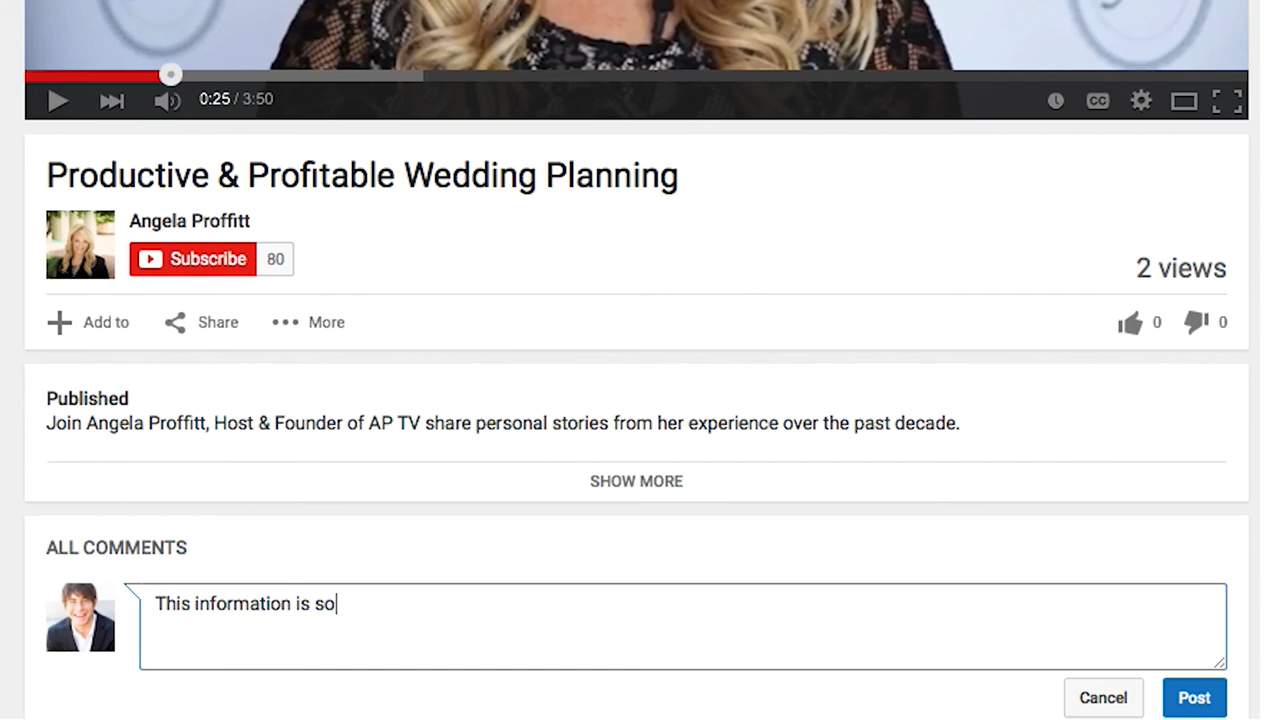 0:25 / 3:50
CC
Productive & Profitable Wedding Planning
Angela Proffitt
Subscribe 80
2 views
Add to Share More 0 0
Published
Join Angela Proffitt, Host & Founder of AP TV share personal stories from her experience over the past decade.
SHOW MORE
ALL COMMENTS
This information is so
Cancel Post